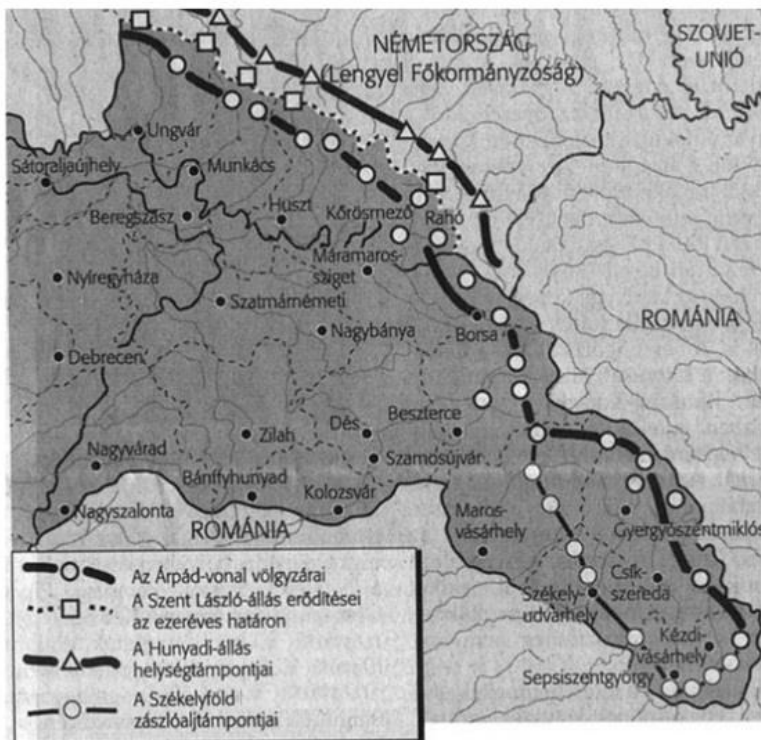 NÉMETORSZÁG
(Lengyel Főkormányzóság)
SZOVJET-
UNIÓ
Ungvár
Sátoraljaújhely
Munkács
Beregszász
Huszt
Kőrösmező
Rahó
Máramaros-
sziget
Nyíregyháza
Szatmárnémeti
Nagybánya
Borsa
ROMÁNIA
Debrecen
Beszterce
Zilah
Dés
Nagyvárad
Szamosújvár
Bánffyhunyad
Kolozsvár
Nagyszalonta
ROMÁNIA
Maros-
vásárhely
Gyergyószentmiklós
Csík-
szereda
Székely-
udvarhely
Kézdi-
vásárhely
Sepsiszentgyörgy
Az Árpád-vonal völgyzárai
A Szent László-állás erődítései
az ezeréves határon
A Hunyadi-állás
helységtámpontjai
A Székelyföld
zászlóaljtámpontjai